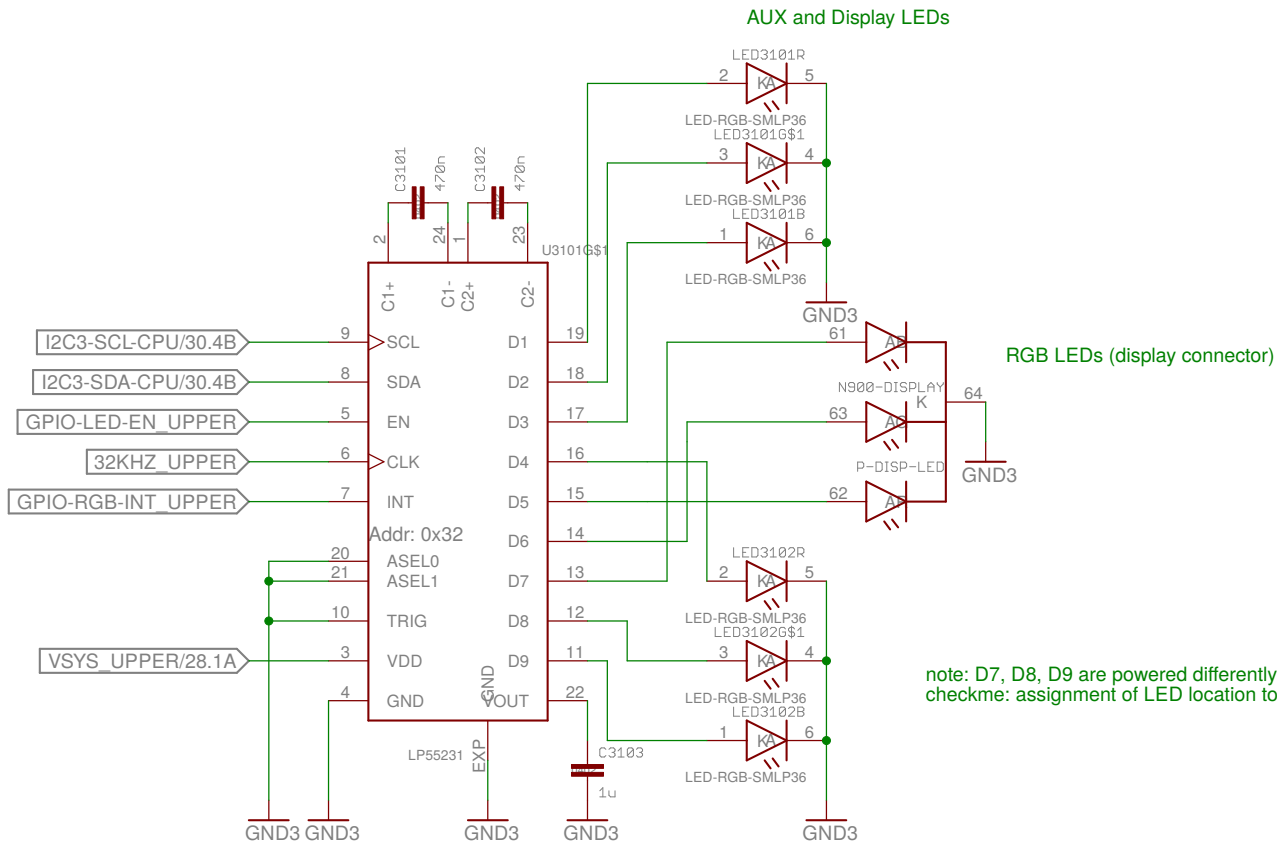 AUX and Display LEDs
LED3101R
2 KA 5
LED-RGB-SMLP36
LED3101G$1
3 KA 4
LED-RGB-SMLP36
LED3101B
1 KA 6
LED-RGB-SMLP36
GND3
C3101
470n
C3102
470n
2
24
1
23
U3101G$1
C1+
C1-
C2+
C2-
I2C3-SCL-CPU/30.4B
9 SCL
D1 19
I2C3-SDA-CPU/30.4B
8 SDA
D2 18
GPIO-LED-EN_UPPER
5 EN
D3 17
32KHZ_UPPER
6 CLK
D4 16
GPIO-RGB-INT_UPPER
7 INT
D5 15
Addr: 0x32
D6 14
20 ASEL0
21 ASEL1
D7 13
10 TRIG
D8 12
VSYS_UPPER/28.1A
3 VDD
D9 11
4 GND
GND
VOUT 22
LP55231
EXP
C3103
1u
GND3
GND3
GND3
GND3
61
RGB LEDs (display connector)
N900-DISPLAY
K
64
63
GND3
P-DISP-LED
62
LED3102R
2 KA 5
LED-RGB-SMLP36
LED3102G$1
3 KA 4
LED-RGB-SMLP36
LED3102B
1 KA 6
LED-RGB-SMLP36
GND3
note: D7, D8, D9 are powered differently
checkme: assignment of LED location to